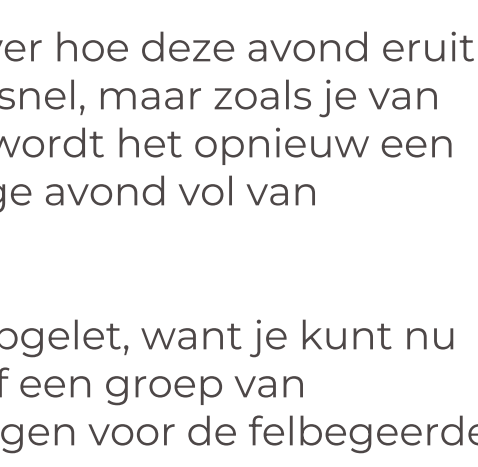 ver hoe deze avond eruit
snel, maar zoals je van
wordt het opnieuw een
ge avond vol van
opgelet, want je kunt nu
f een groep van
gen voor de felbegeerde